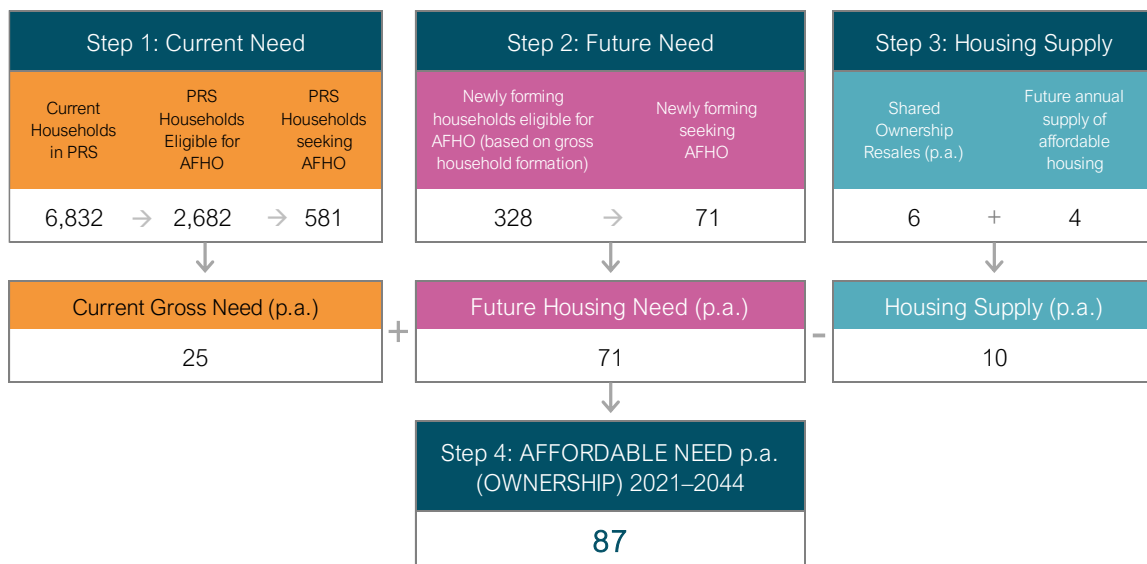 Step 1: Current Need
Current
Households
in PRS
PRS
Households
Eligible for
AFHO
PRS
Households
seeking
AFHO
6,832 → 2,682 → 581
Current Gross Need (p.a.)
25
+
Step 2: Future Need
Newly forming
households eligible for
AFHO (based on gross
household formation)
Newly forming
seeking
AFHO
328 → 71
Future Housing Need (p.a.)
71
-
Step 3: Housing Supply
Shared
Ownership
Resales (p.a.)
Future annual
supply of
affordable
housing
6 + 4
Housing Supply (p.a.)
10
Step 4: AFFORDABLE NEED p.a.
(OWNERSHIP) 2021–2044
87